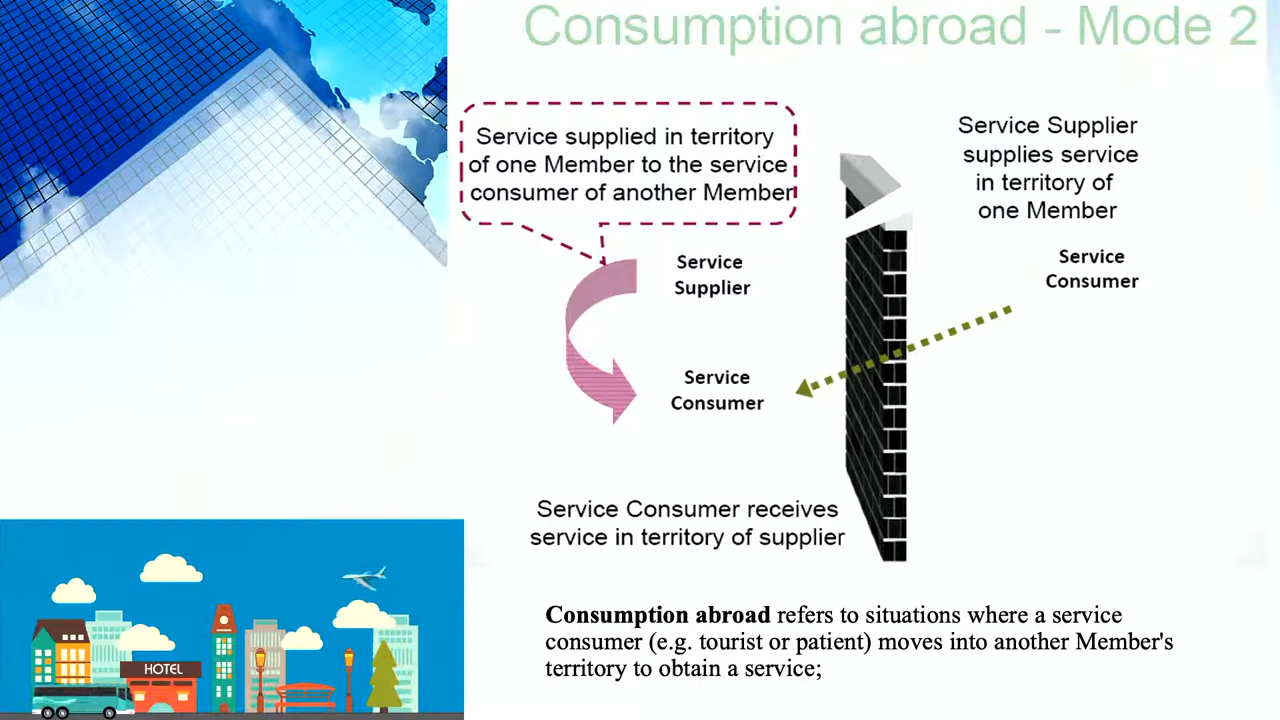 Consumption abroad - Mode 2
Service supplied in territory
of one Member to the service
consumer of another Member
Service Supplier
supplies service
in territory of
one Member
Service
Supplier
Service
Consumer
Service
Consumer
Service Consumer receives
service in territory of supplier
HOTEL
Consumption abroad refers to situations where a service
consumer (e.g. tourist or patient) moves into another Member's
territory to obtain a service;